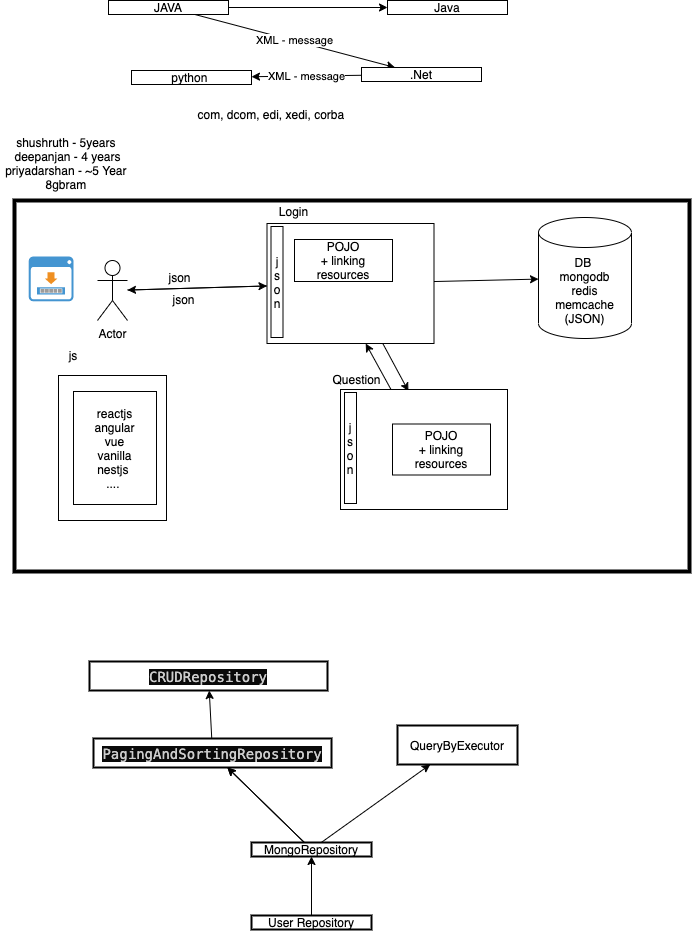 JAVA
Java
XML - message
python
XML - message
.Net
com, dcom, edi, xedi, corba
shushruth - 5years
deepanjan - 4 years
priyadarshan - ~5 Year
8gbram
Login
j
s
o
n
POJO
+ linking
resources
DB
mongodb
redis
memcache
(JSON)
json
json
Actor
js
reactjs
angular
vue
vanilla
nestjs
....
Question
j
s
o
n
POJO
+ linking
resources
CRUDRepository
PagingAndSortingRepository
QueryByExecutor
MongoRepository
User Repository